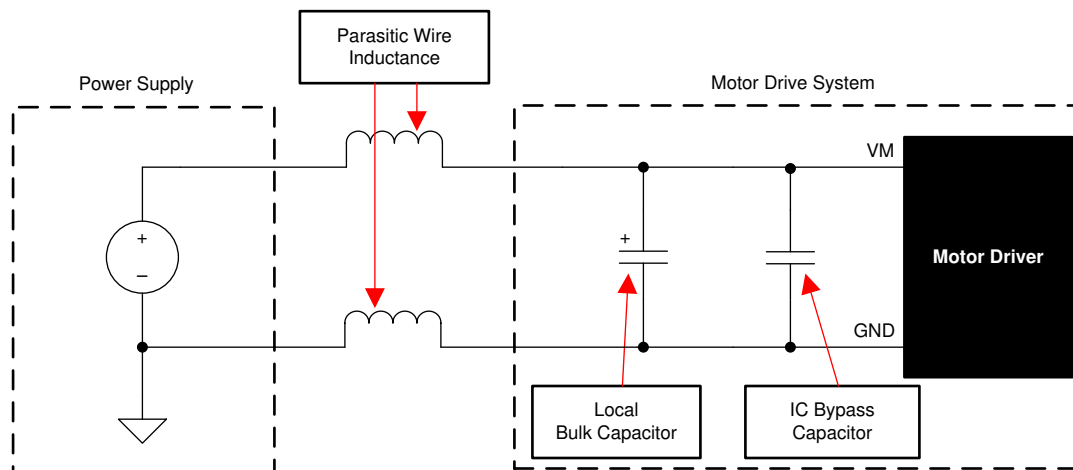 Parasitic Wire
Inductance
Power Supply
Motor Drive System
VM
+
+
–
Motor Driver
GND
Local
Bulk Capacitor
IC Bypass
Capacitor